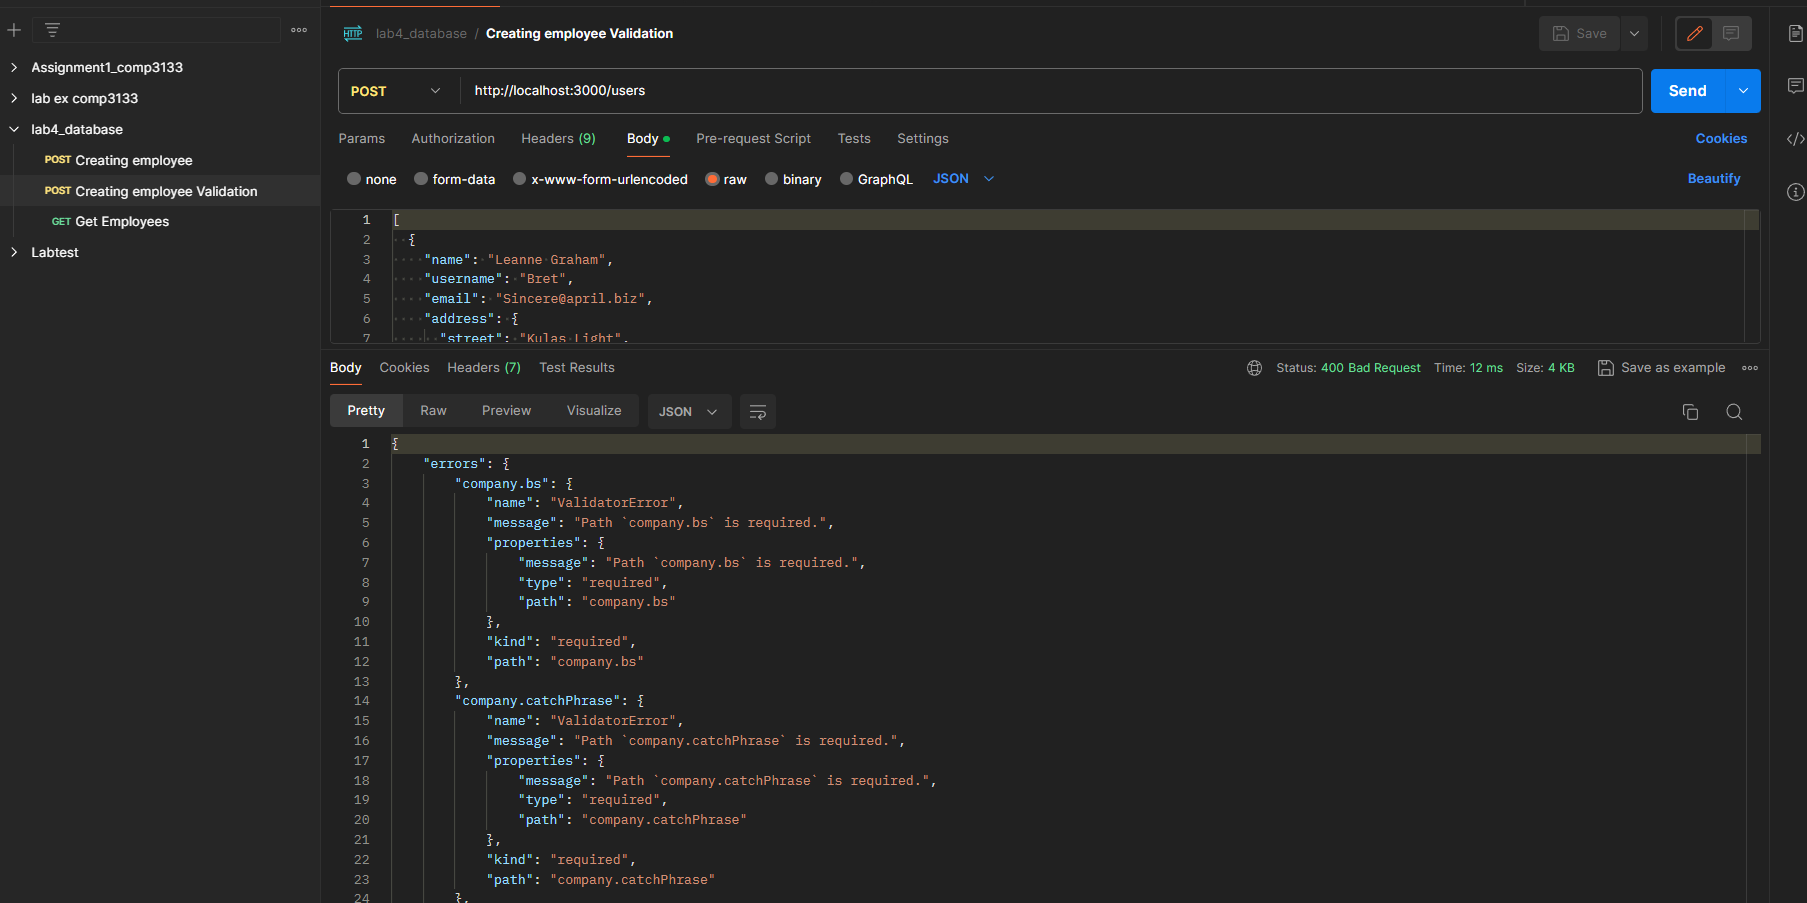 HTTP lab4_database / Creating employee Validation
Save
Assignment1_comp3133
lab ex comp3133
lab4_database
POST Creating employee
POST Creating employee Validation
GET Get Employees
Labtest
POST http://localhost:3000/users
Send
Params Authorization Headers (9) Body Pre-request Script Tests Settings Cookies
none form-data x-www-form-urlencoded raw binary GraphQL JSON Beautify
1 [
2 {
3 "name": "Leanne Graham",
4 "username": "Bret",
5 "email": "Sincere@april.biz",
6 "address": {
7 "street": "Kulas Light",
Body Cookies Headers (7) Test Results Status: 400 Bad Request Time: 12 ms Size: 4 KB Save as example
Pretty Raw Preview Visualize JSON
1 {
2 "errors": {
3 "company.bs": {
4 "name": "ValidatorError",
5 "message": "Path `company.bs` is required.",
6 "properties": {
7 "message": "Path `company.bs` is required.",
8 "type": "required",
9 "path": "company.bs"
10 },
11 "kind": "required",
12 "path": "company.bs"
13 },
14 "company.catchPhrase": {
15 "name": "ValidatorError",
16 "message": "Path `company.catchPhrase` is required.",
17 "properties": {
18 "message": "Path `company.catchPhrase` is required.",
19 "type": "required",
20 "path": "company.catchPhrase"
21 },
22 "kind": "required",
23 "path": "company.catchPhrase"
24 },